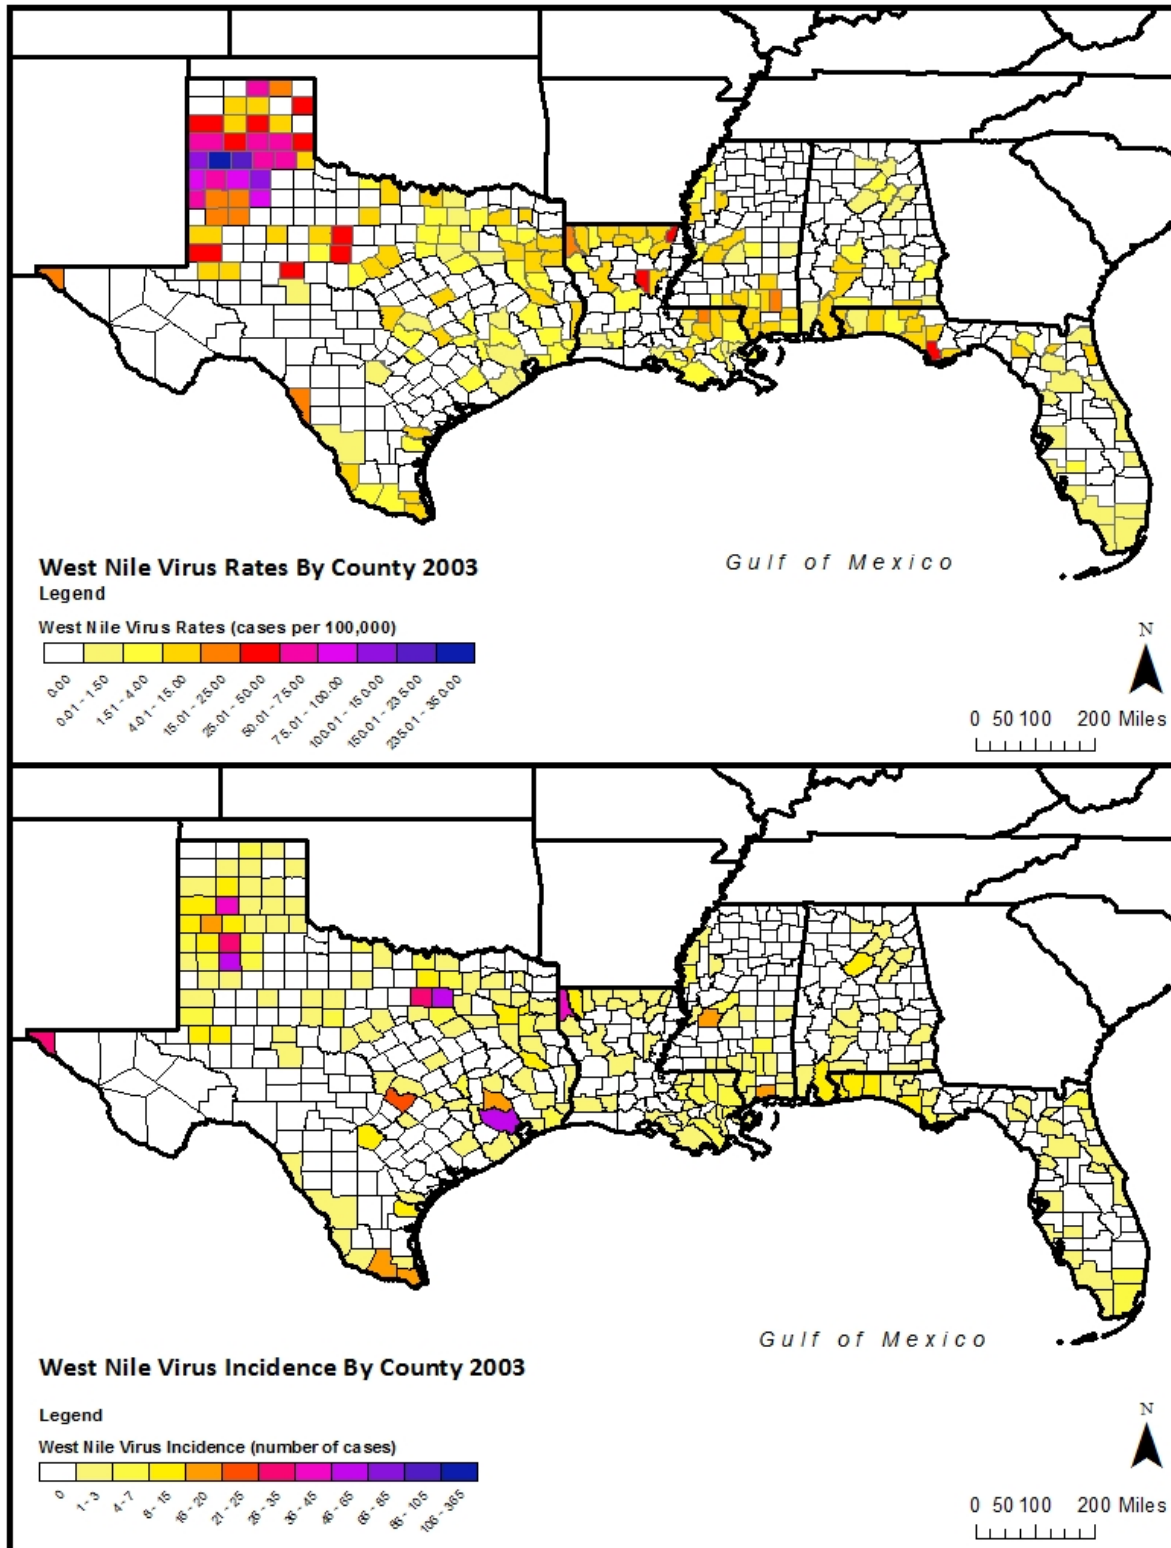 Gulf of Mexico
West Nile Virus Rates By County 2003
Legend
West Nile Virus Rates (cases per 100,000)
0.00
0.01 - 1.50
1.51 - 4.00
4.01 - 15.00
15.01 - 25.00
25.01 - 50.00
50.01 - 75.00
75.01 - 100.00
100.01 - 150.00
150.01 - 235.00
235.01 - 350.00
N
0 50 100 200 Miles
Gulf of Mexico
West Nile Virus Incidence By County 2003
Legend
West Nile Virus Incidence (number of cases)
0
1 - 3
4 - 7
8 - 15
16 - 20
21 - 25
26 - 35
36 - 45
46 - 65
66 - 85
86 - 105
106 - 365
N
0 50 100 200 Miles